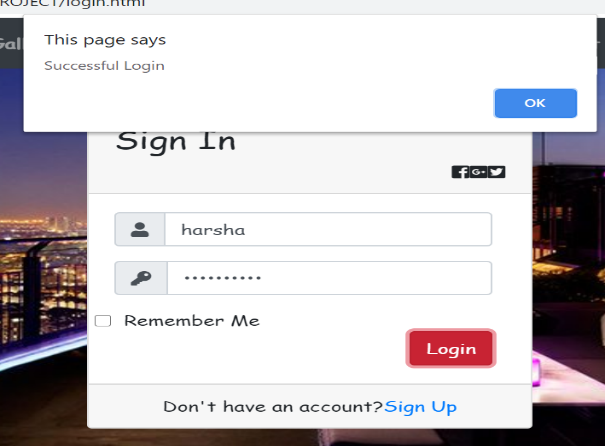 ROJECT/login.html
Gall
This page says
Successful Login
OK
Sign In
harsha
Remember Me
Login
Don't have an account?Sign Up